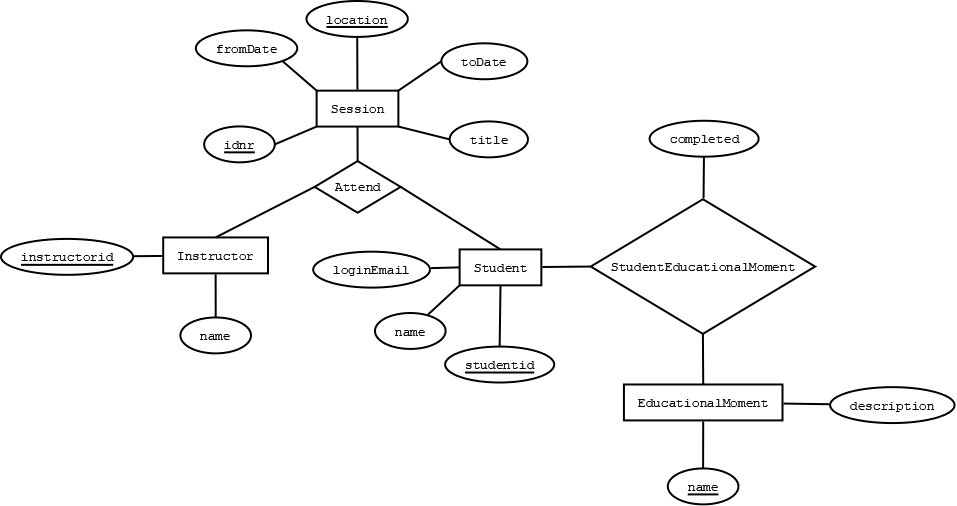 location
fromDate
toDate
Session
idnr
title
completed
Attend
instructorid
Instructor
loginEmail
Student
StudentEducationalMoment
name
name
studentid
EducationalMoment
description
name